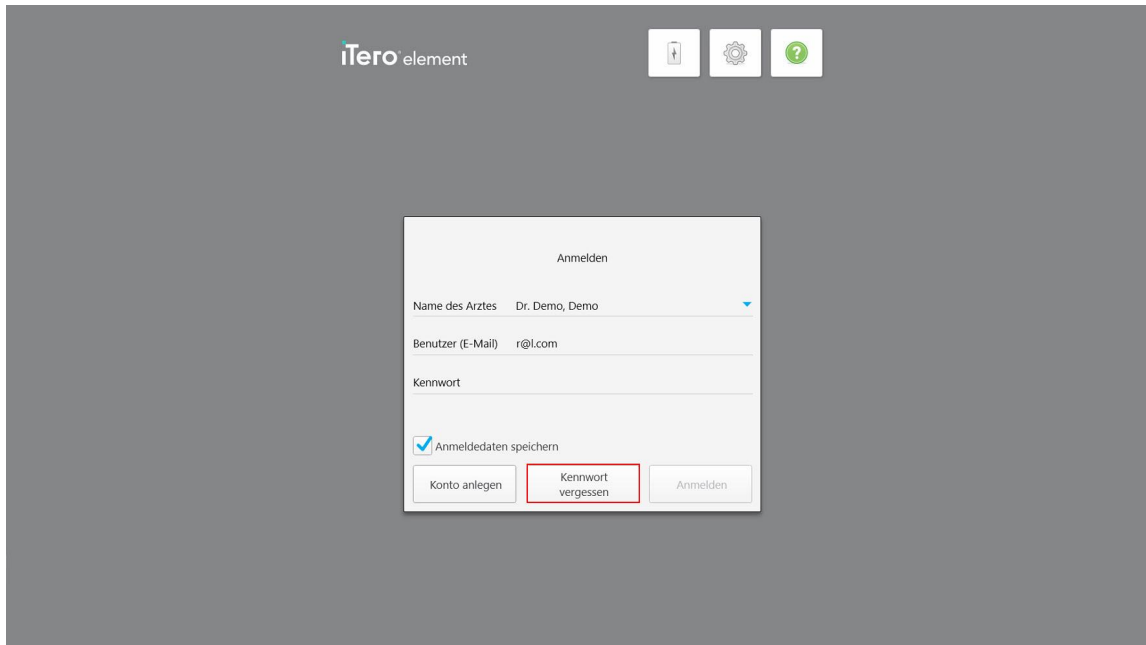 iTero element
?
Anmelden
Name des Arztes Dr. Demo, Demo
Benutzer (E-Mail) r@l.com
Kennwort
Anmeldedaten speichern
Konto anlegen
Kennwort
vergessen
Anmelden